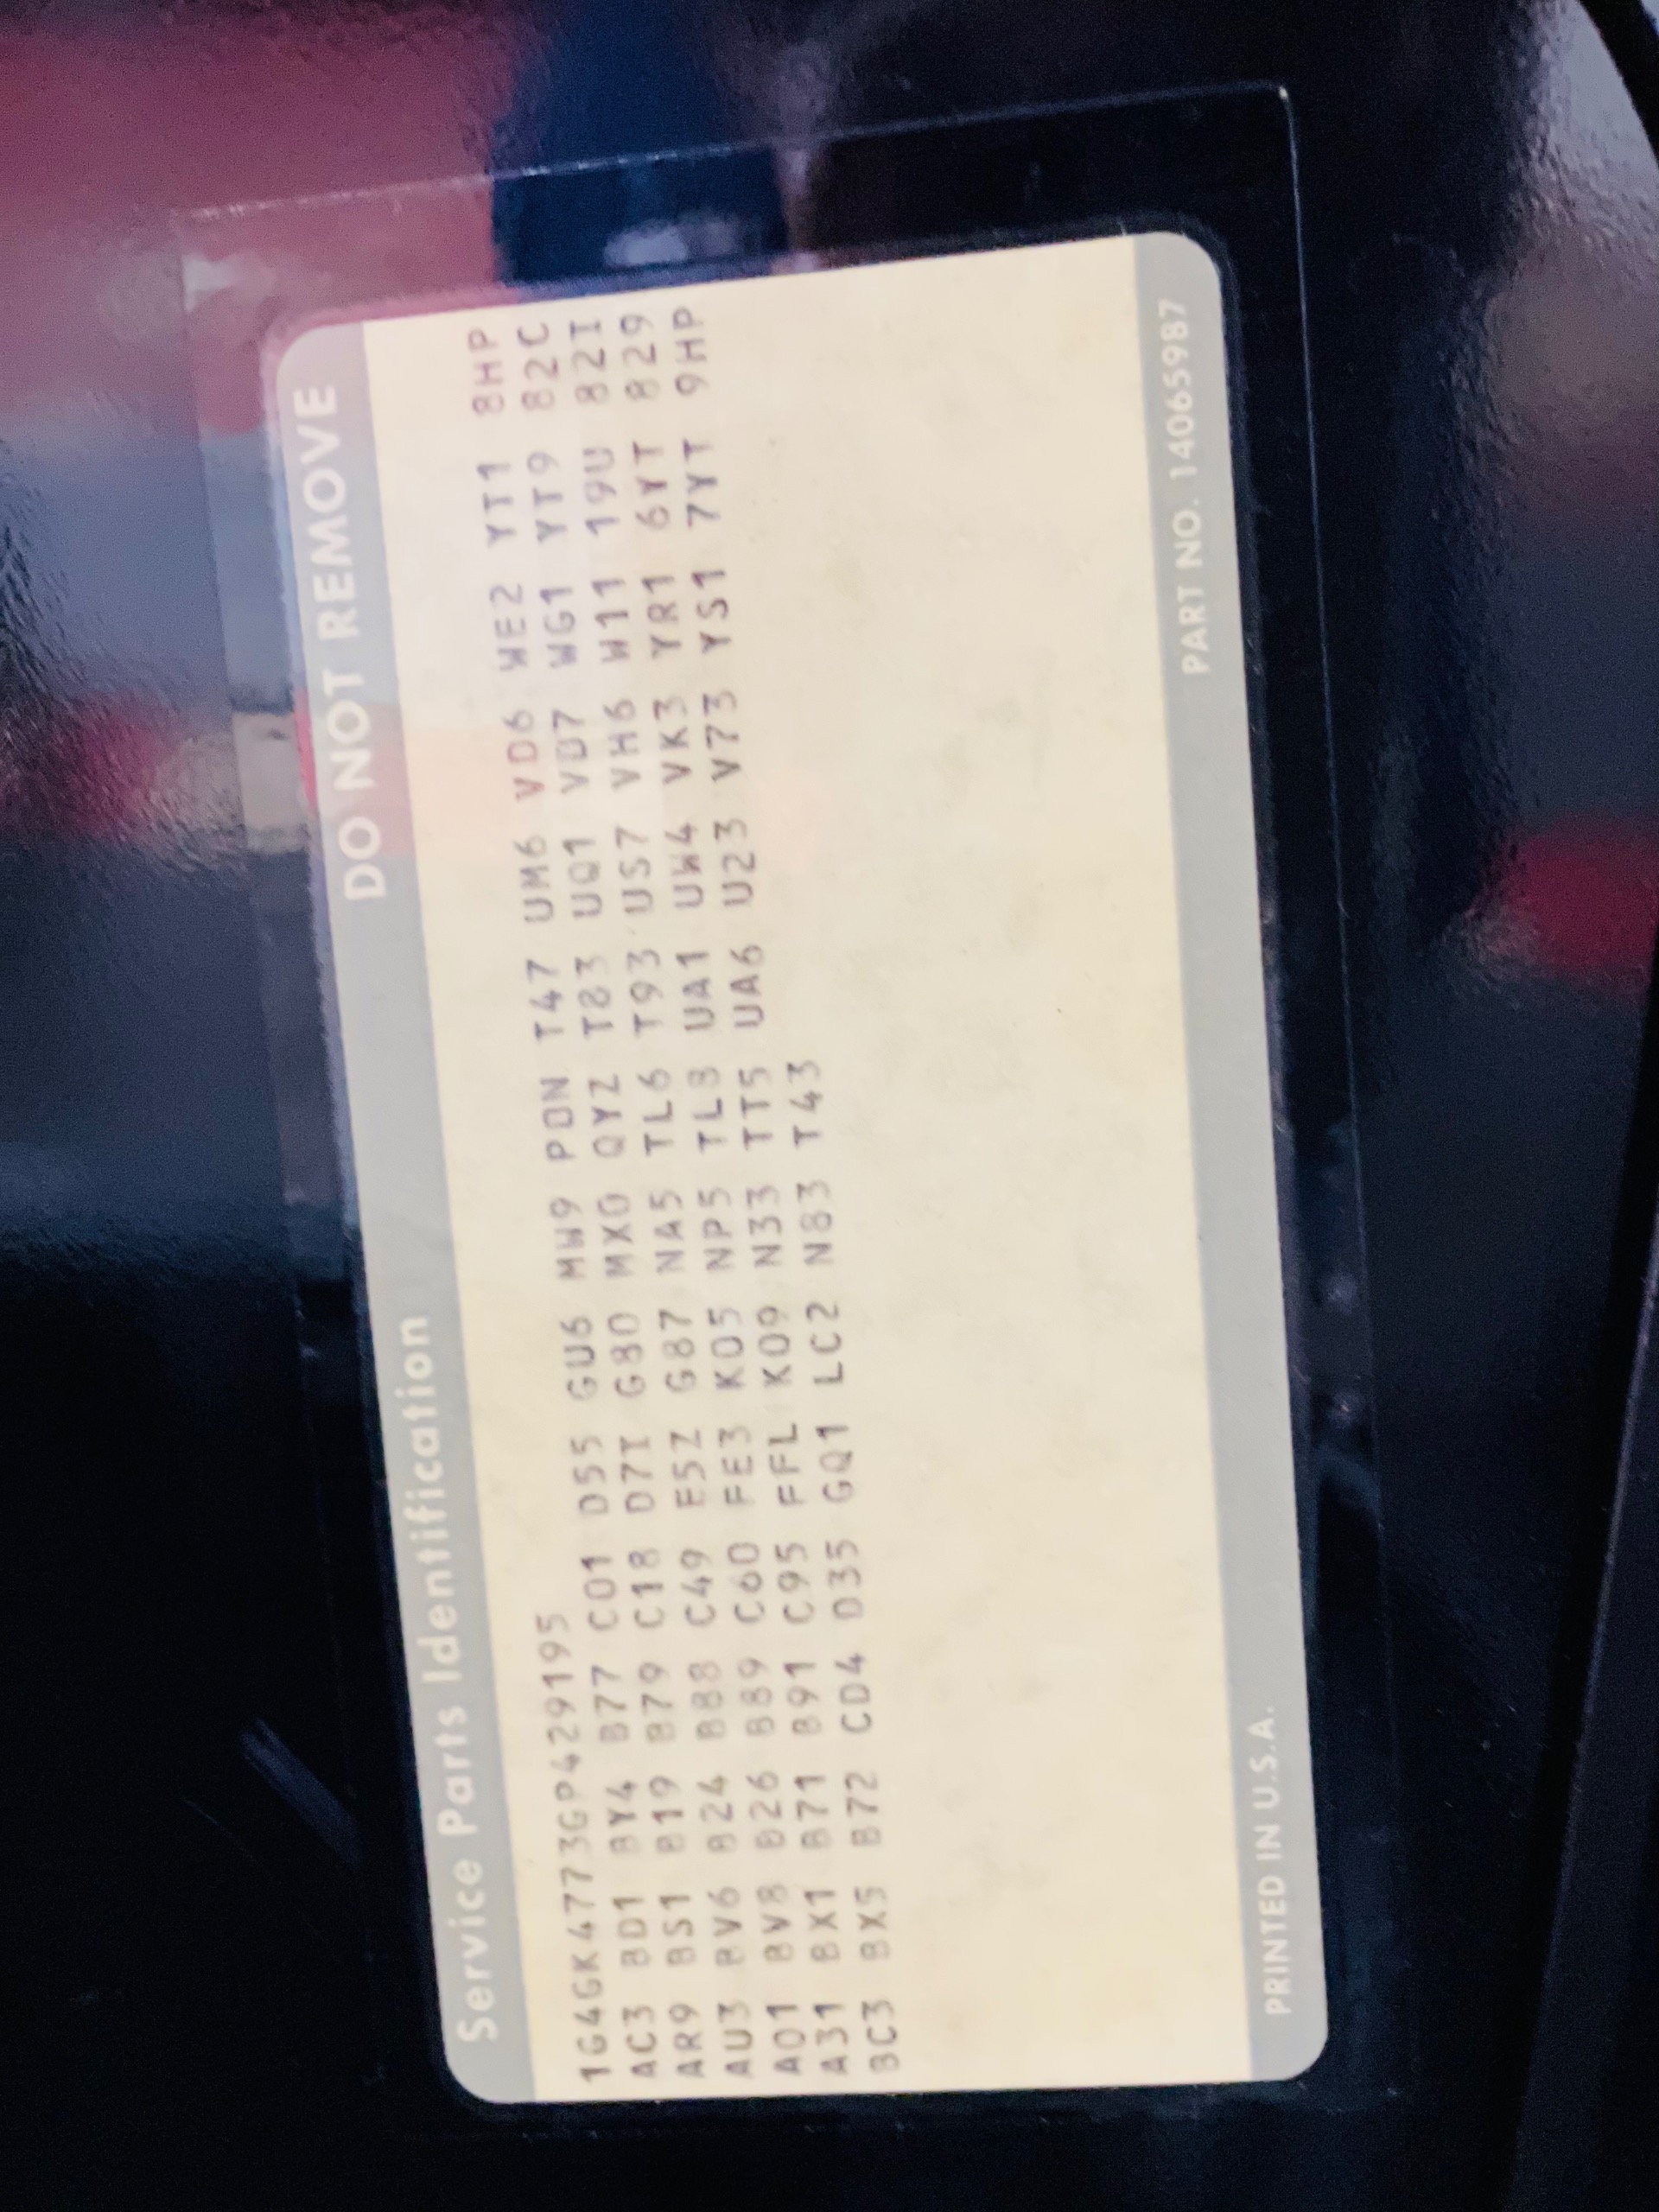 Service Parts Identification DO NOT REMOVE
1G4GK4773GP429195
AC3 BD1 BY4 B77 C01 D55 GU6 MW9 PDN T47 UM6 VD6 WE2 YT1 8HP
AR9 BS1 B19 B79 C18 D7I G80 MX0 QYZ T83 UQ1 VD7 WG1 YT9 82C
AU3 BV6 B24 B88 C49 E5Z G87 NA5 TL6 T93 US7 VH6 W11 19U 82I
A01 BV8 B26 B89 C60 FE3 K05 NP5 TL8 UA1 UW4 VK3 YR1 6YT 829
A31 BX1 B71 B91 C95 FFL K09 N33 TT5 UA6 U23 V73 YS1 7YT 9HP
BC3 BX5 B72 CD4 D35 GQ1 LC2 N83 T43
PRINTED IN U.S.A. PART NO. 14065987